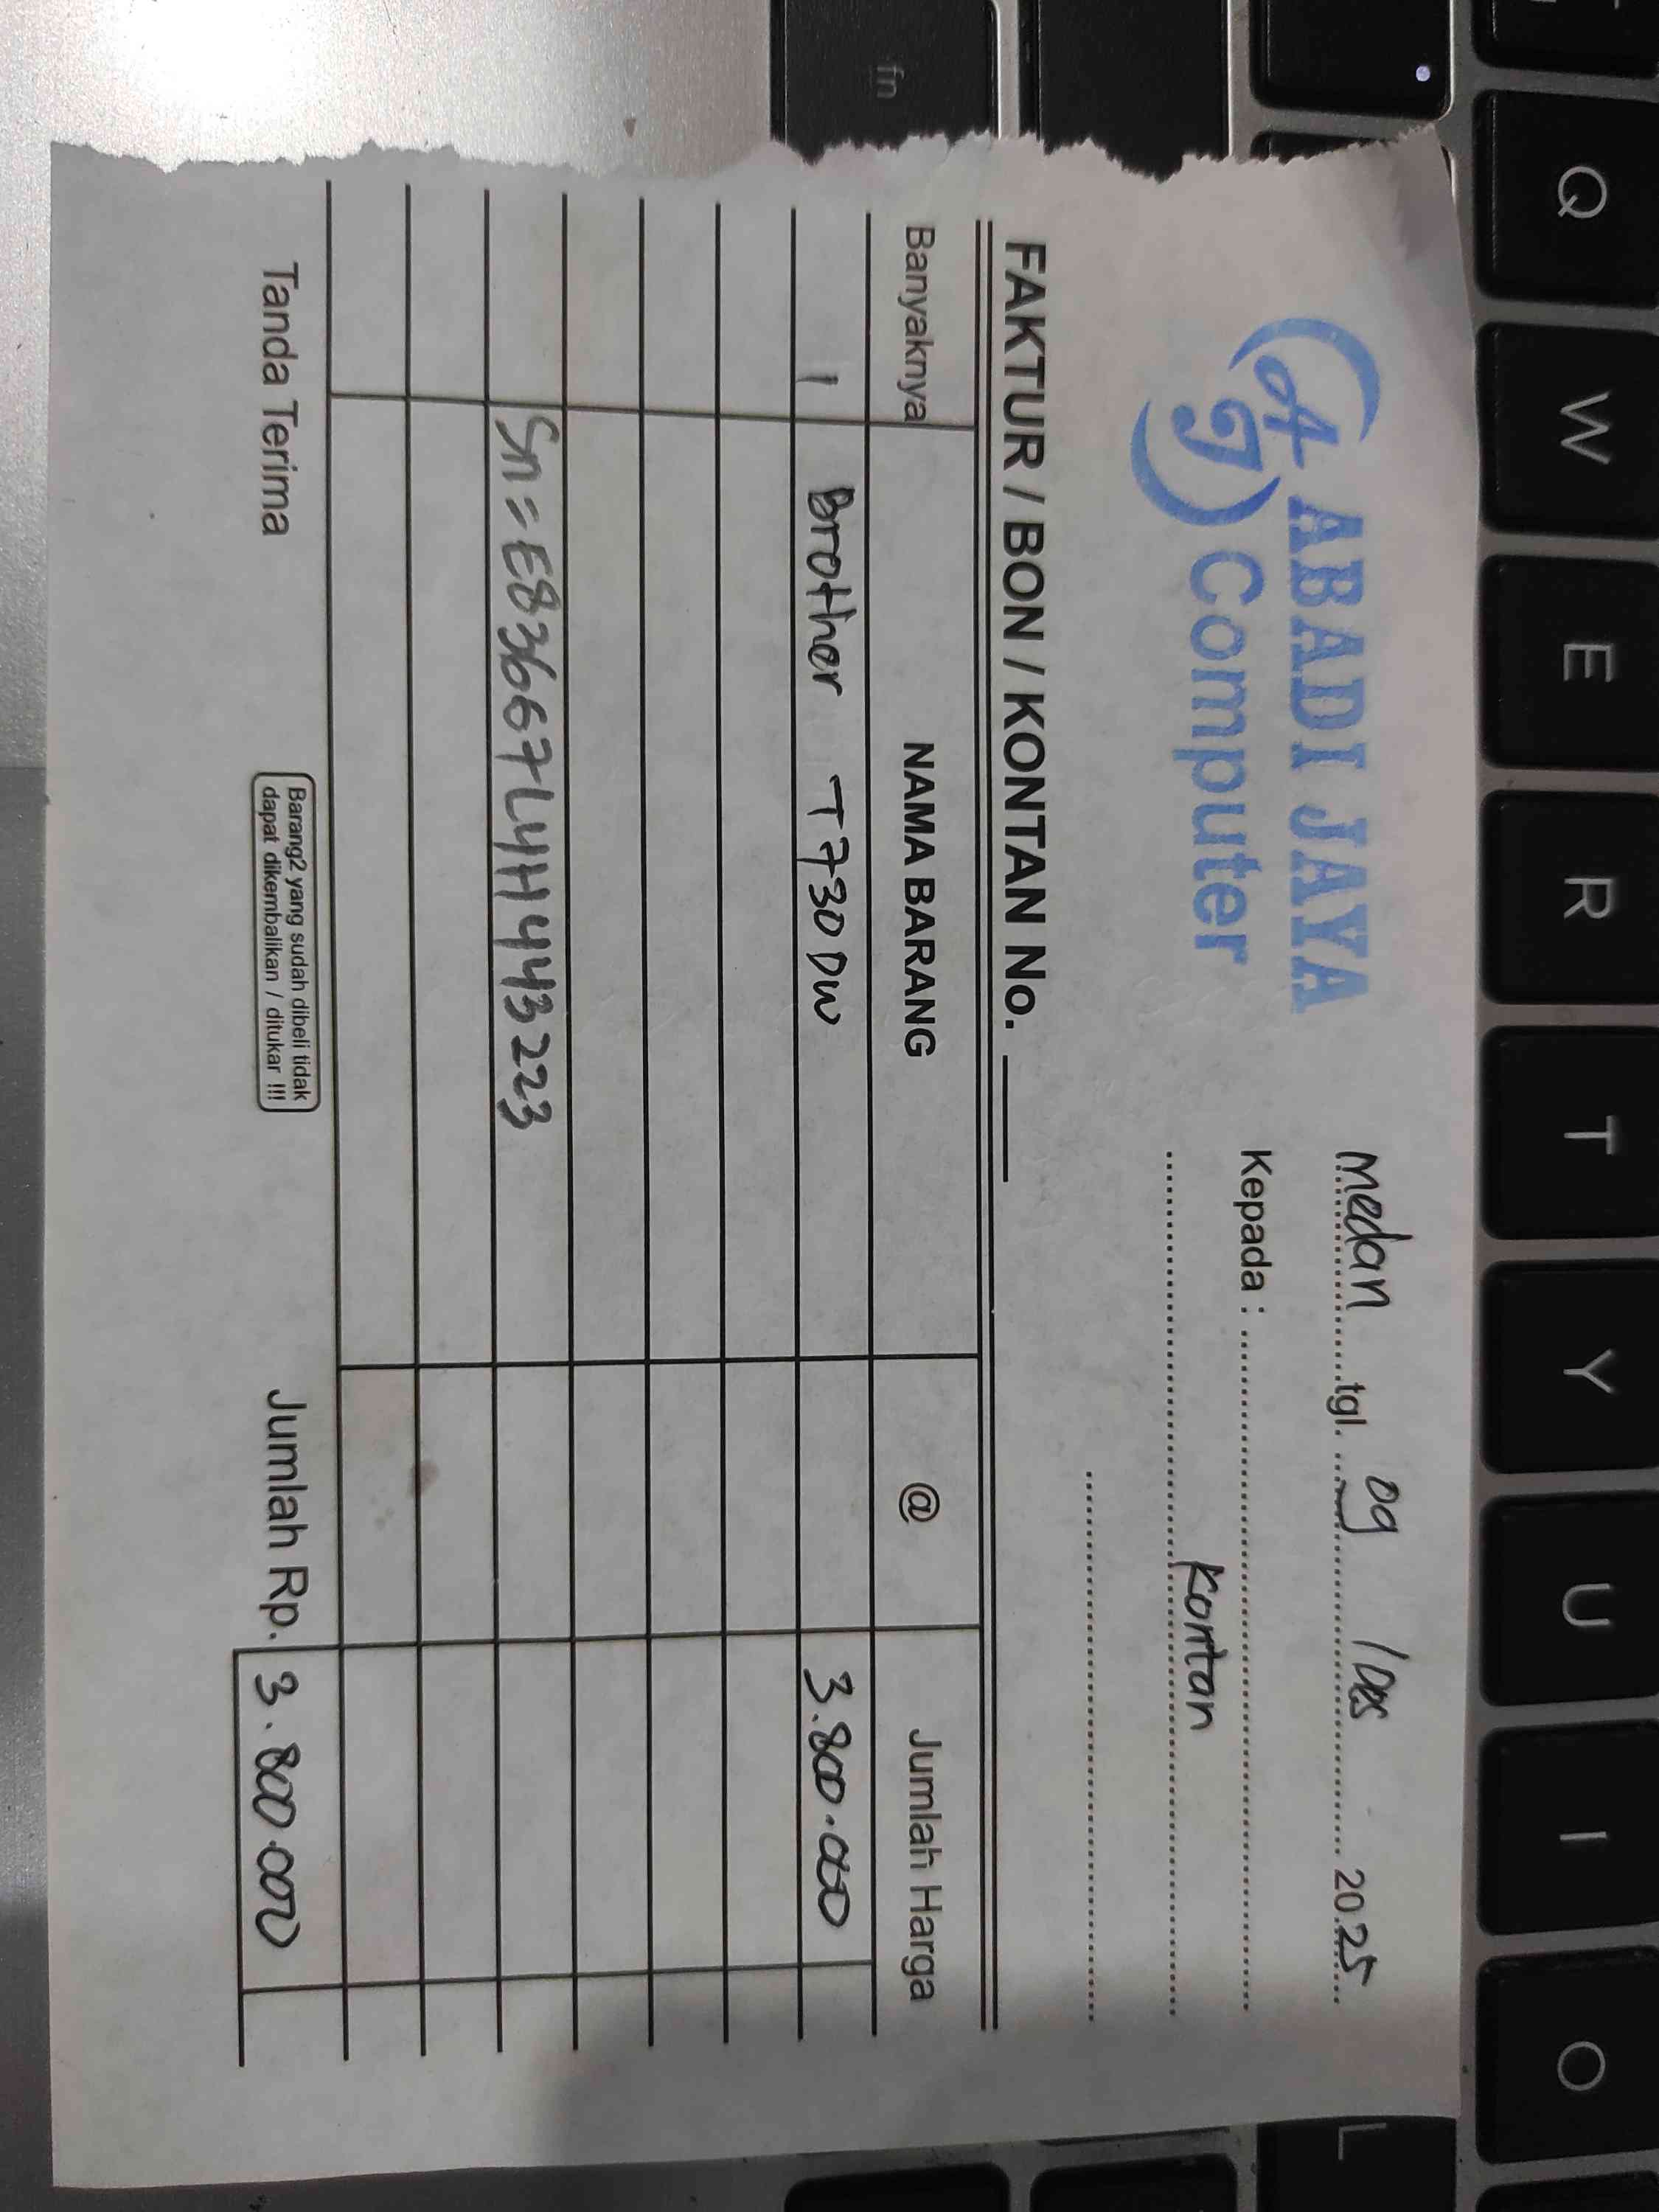 AJ ABADI JAYA
Computer
Medan tgl. 09 / Des 2025
Kepada :
Kontan
FAKTUR / BON / KONTAN No.
Banyaknya NAMA BARANG @ Jumlah Harga
1 Brother T730DW 3.800.000
Sn = E83667L4H443223
Tanda Terima
Barang2 yang sudah dibeli tidak
dapat dikembalikan / ditukar !!!
Jumlah Rp. 3.800.000
fn
Q W E R T Y U I O
L